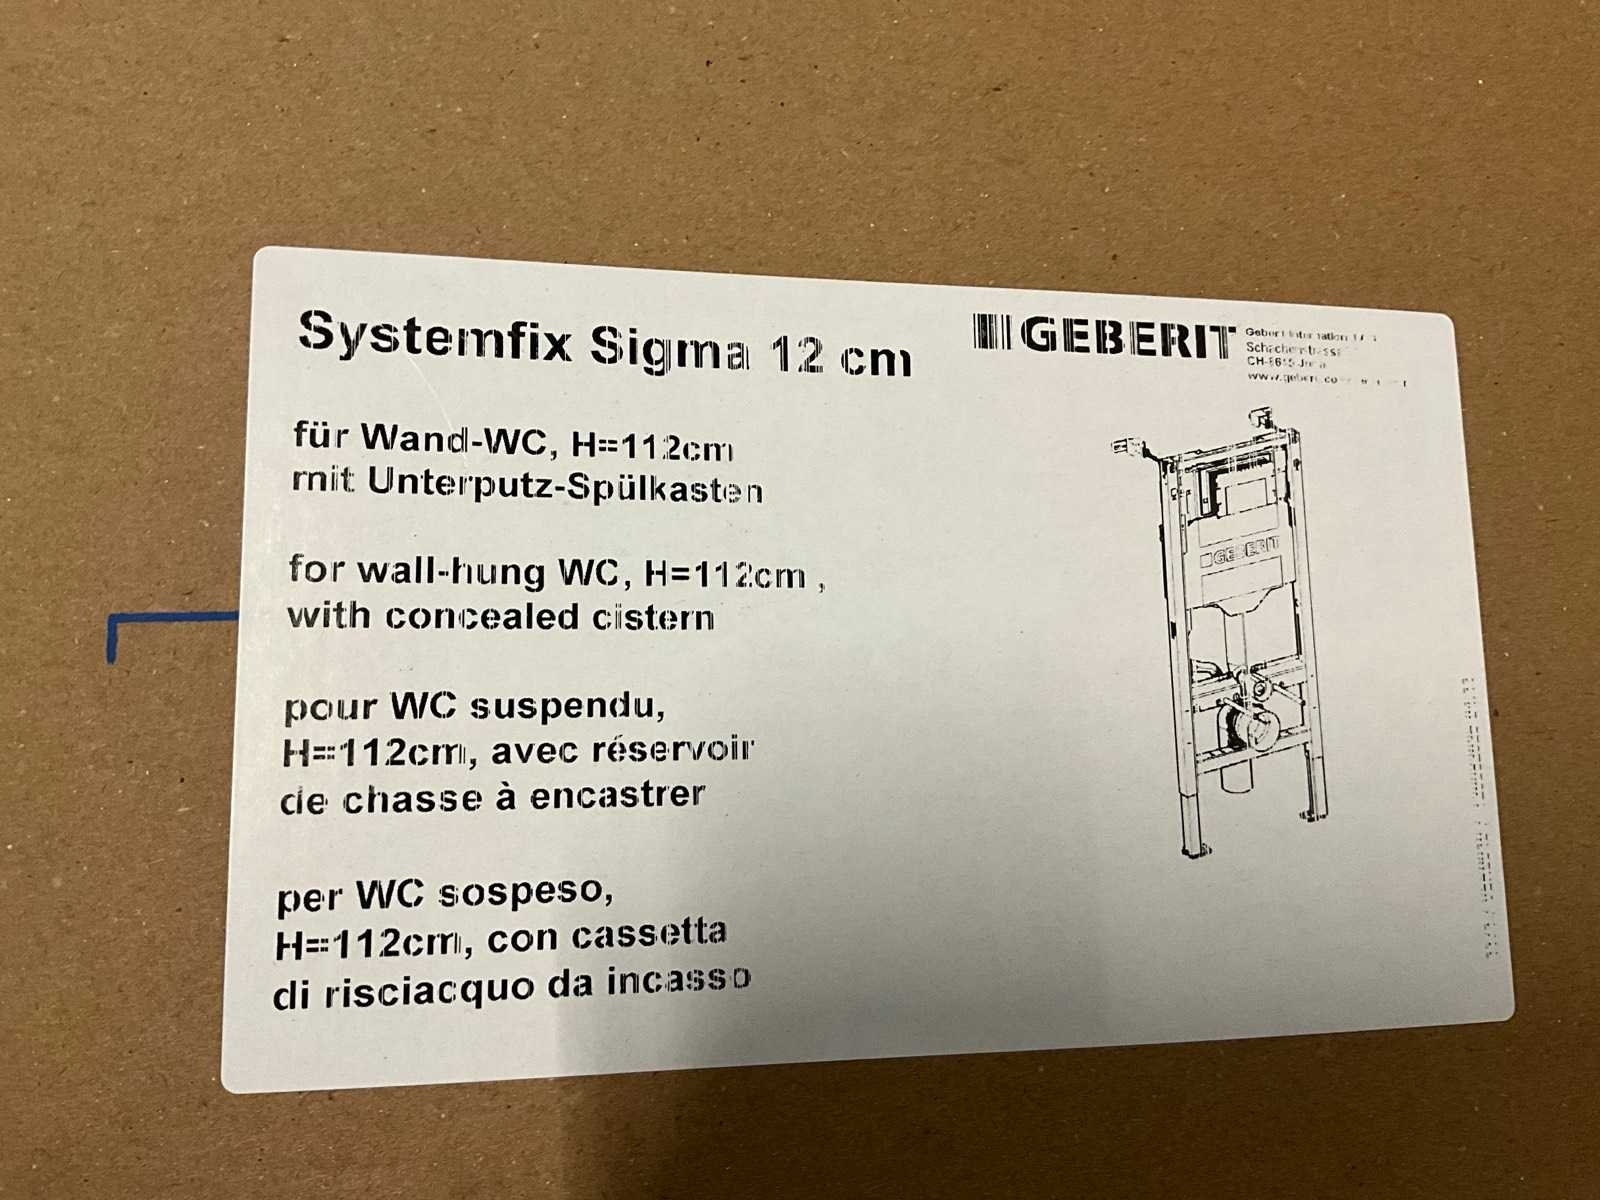 Systemfix Sigma 12 cm
GEBERIT
für Wand-WC, H=112cm
mit Unterputz-Spülkasten
for wall-hung WC, H=112cm ,
with concealed cistern
pour WC suspendu,
H=112cm, avec réservoir
de chasse à encastrer
per WC sospeso,
H=112cm, con cassetta
di risciacquo da incasso
GEBERIT